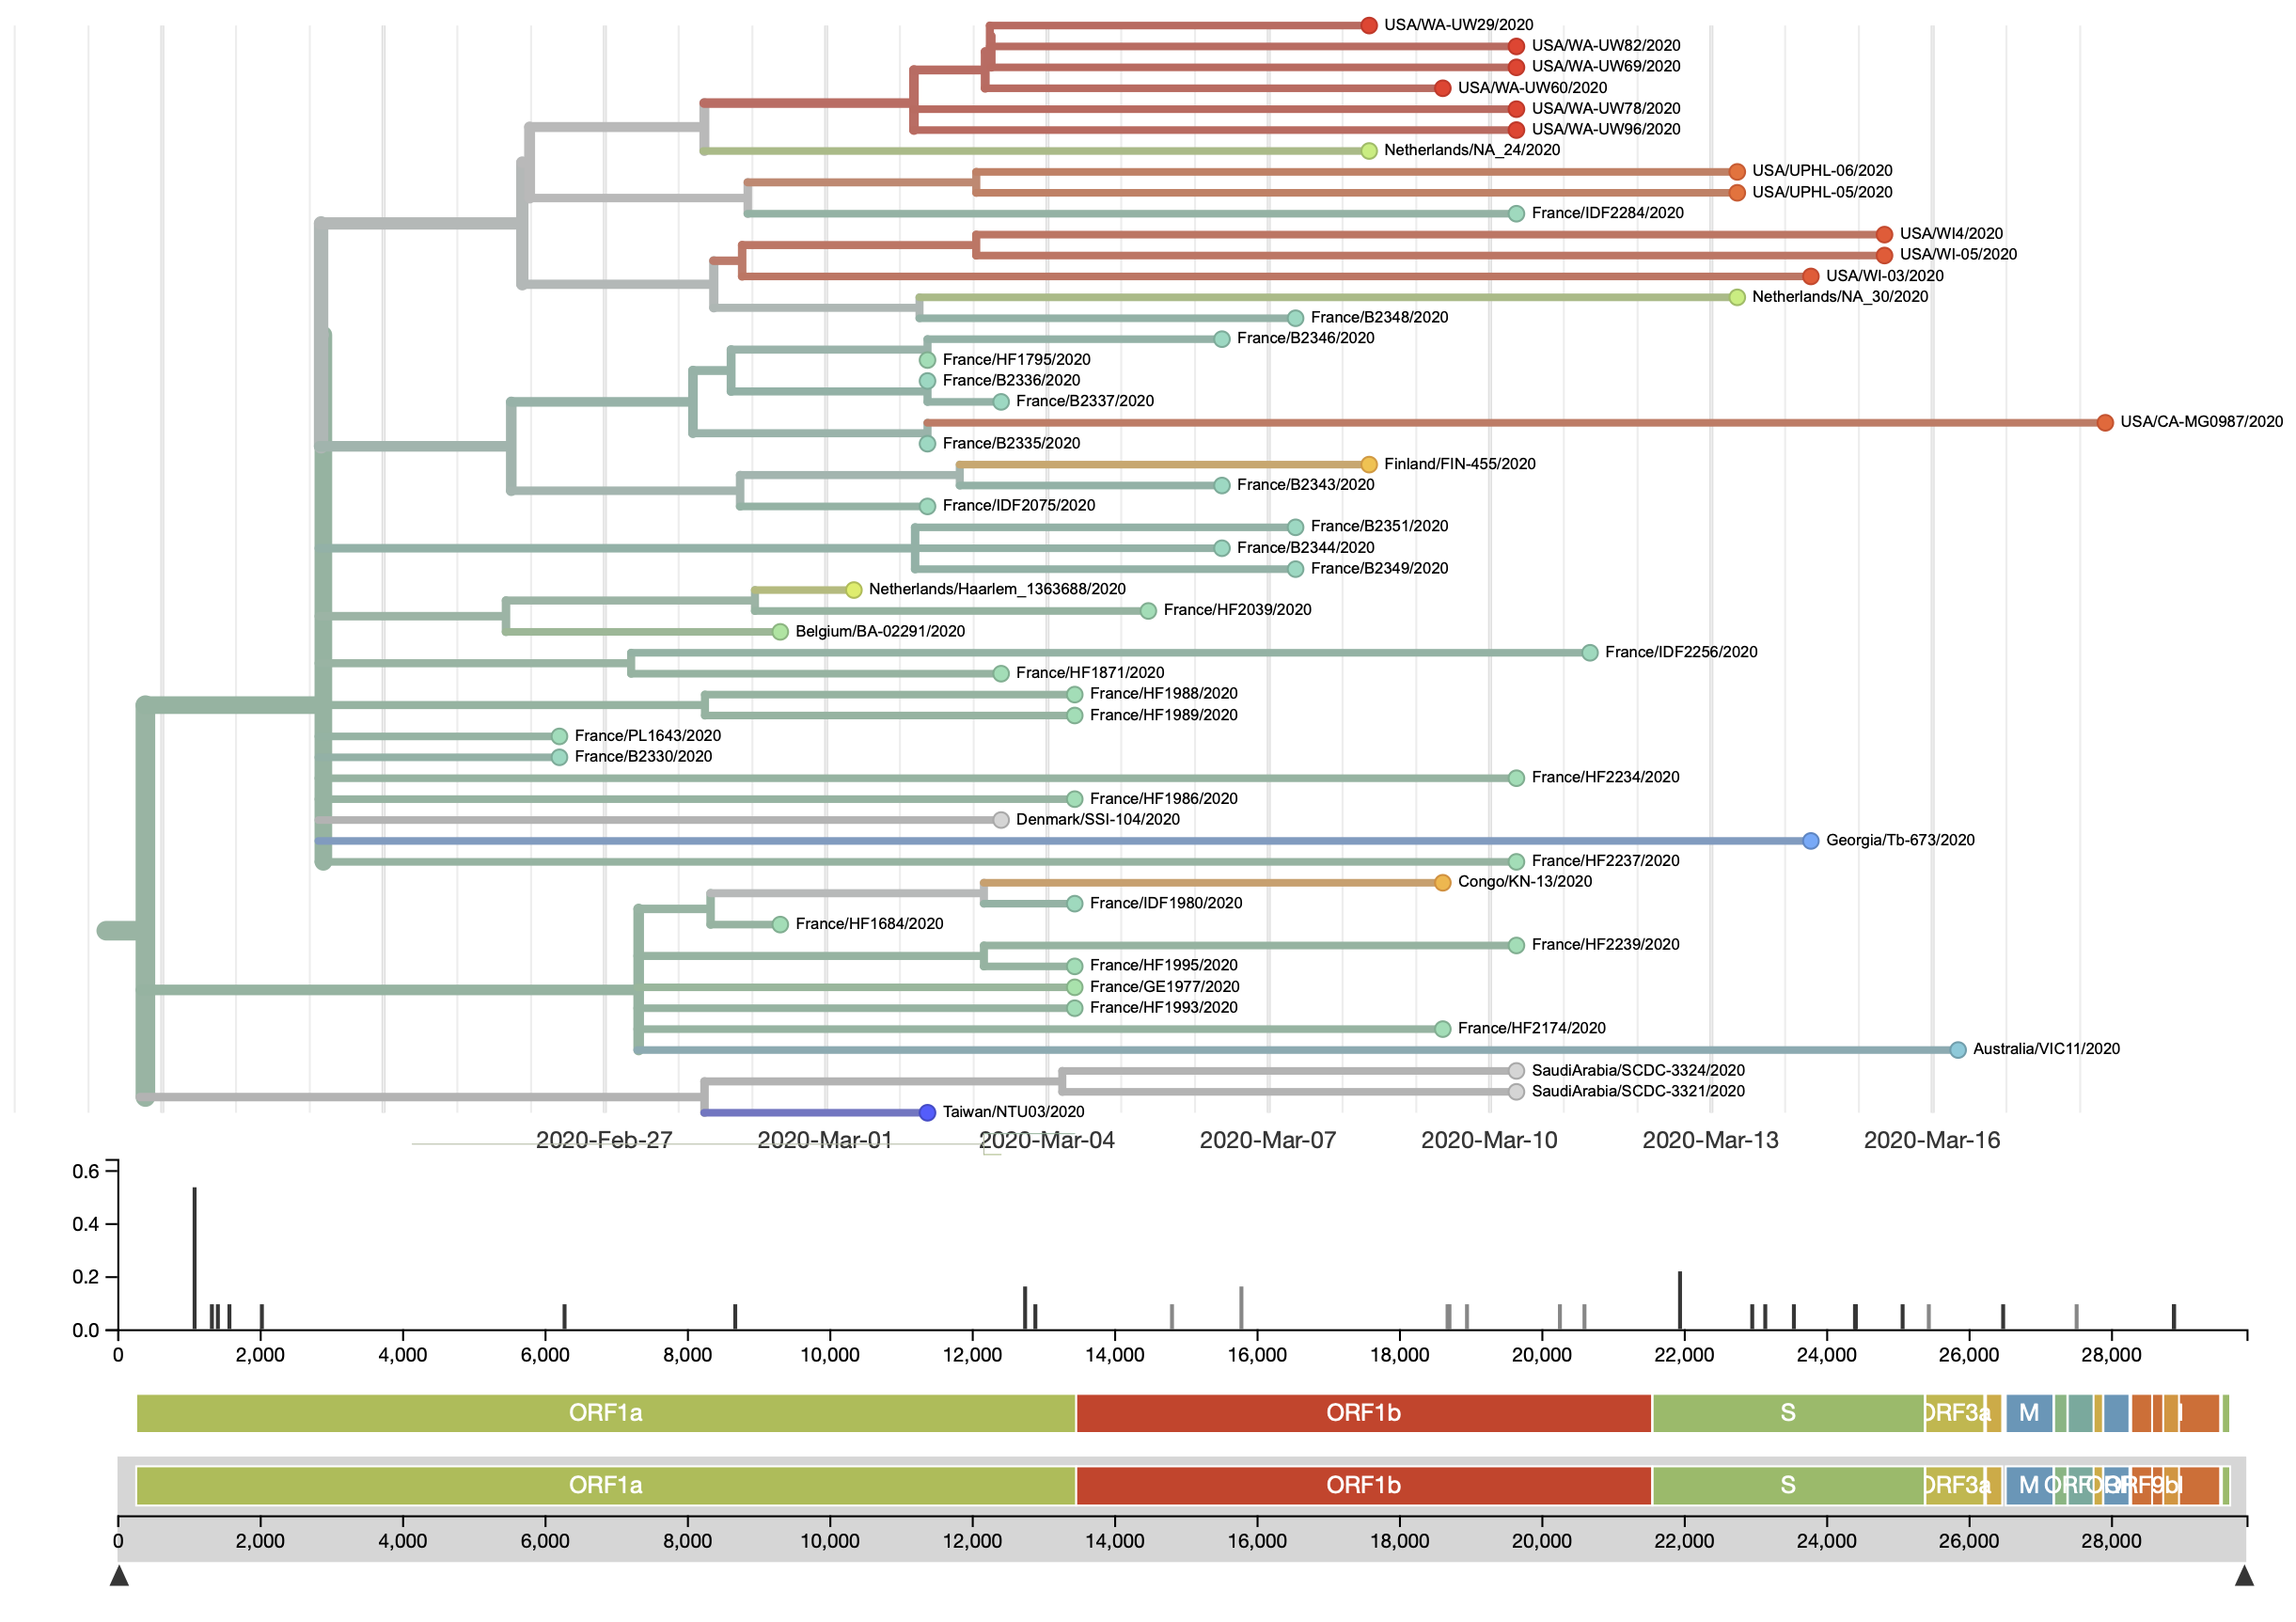 USA/WA-UW29/2020
USA/WA-UW82/2020
USA/WA-UW69/2020
USA/WA-UW60/2020
USA/WA-UW78/2020
USA/WA-UW96/2020
Netherlands/NA_24/2020
USA/UPHL-06/2020
USA/UPHL-05/2020
France/IDF2284/2020
USA/WI4/2020
USA/WI-05/2020
USA/WI-03/2020
Netherlands/NA_30/2020
France/B2348/2020
France/B2346/2020
France/HF1795/2020
France/B2336/2020
France/B2337/2020
USA/CA-MG0987/2020
France/B2335/2020
Finland/FIN-455/2020
France/B2343/2020
France/IDF2075/2020
France/B2351/2020
France/B2344/2020
France/B2349/2020
Netherlands/Haarlem_1363688/2020
France/HF2039/2020
Belgium/BA-02291/2020
France/IDF2256/2020
France/HF1871/2020
France/HF1988/2020
France/HF1989/2020
France/PL1643/2020
France/B2330/2020
France/HF2234/2020
France/HF1986/2020
Denmark/SSI-104/2020
Georgia/Tb-673/2020
France/HF2237/2020
Congo/KN-13/2020
France/IDF1980/2020
France/HF1684/2020
France/HF2239/2020
France/HF1995/2020
France/GE1977/2020
France/HF1993/2020
France/HF2174/2020
Australia/VIC11/2020
SaudiArabia/SCDC-3324/2020
SaudiArabia/SCDC-3321/2020
Taiwan/NTU03/2020
2020-Feb-27 2020-Mar-01 2020-Mar-04 2020-Mar-07 2020-Mar-10 2020-Mar-13 2020-Mar-16
0.6
0.4
0.2
0.0
0 2,000 4,000 6,000 8,000 10,000 12,000 14,000 16,000 18,000 20,000 22,000 24,000 26,000 28,000
ORF1a ORF1b S ORF3a M
ORF1a ORF1b S ORF3a M
0 2,000 4,000 6,000 8,000 10,000 12,000 14,000 16,000 18,000 20,000 22,000 24,000 26,000 28,000